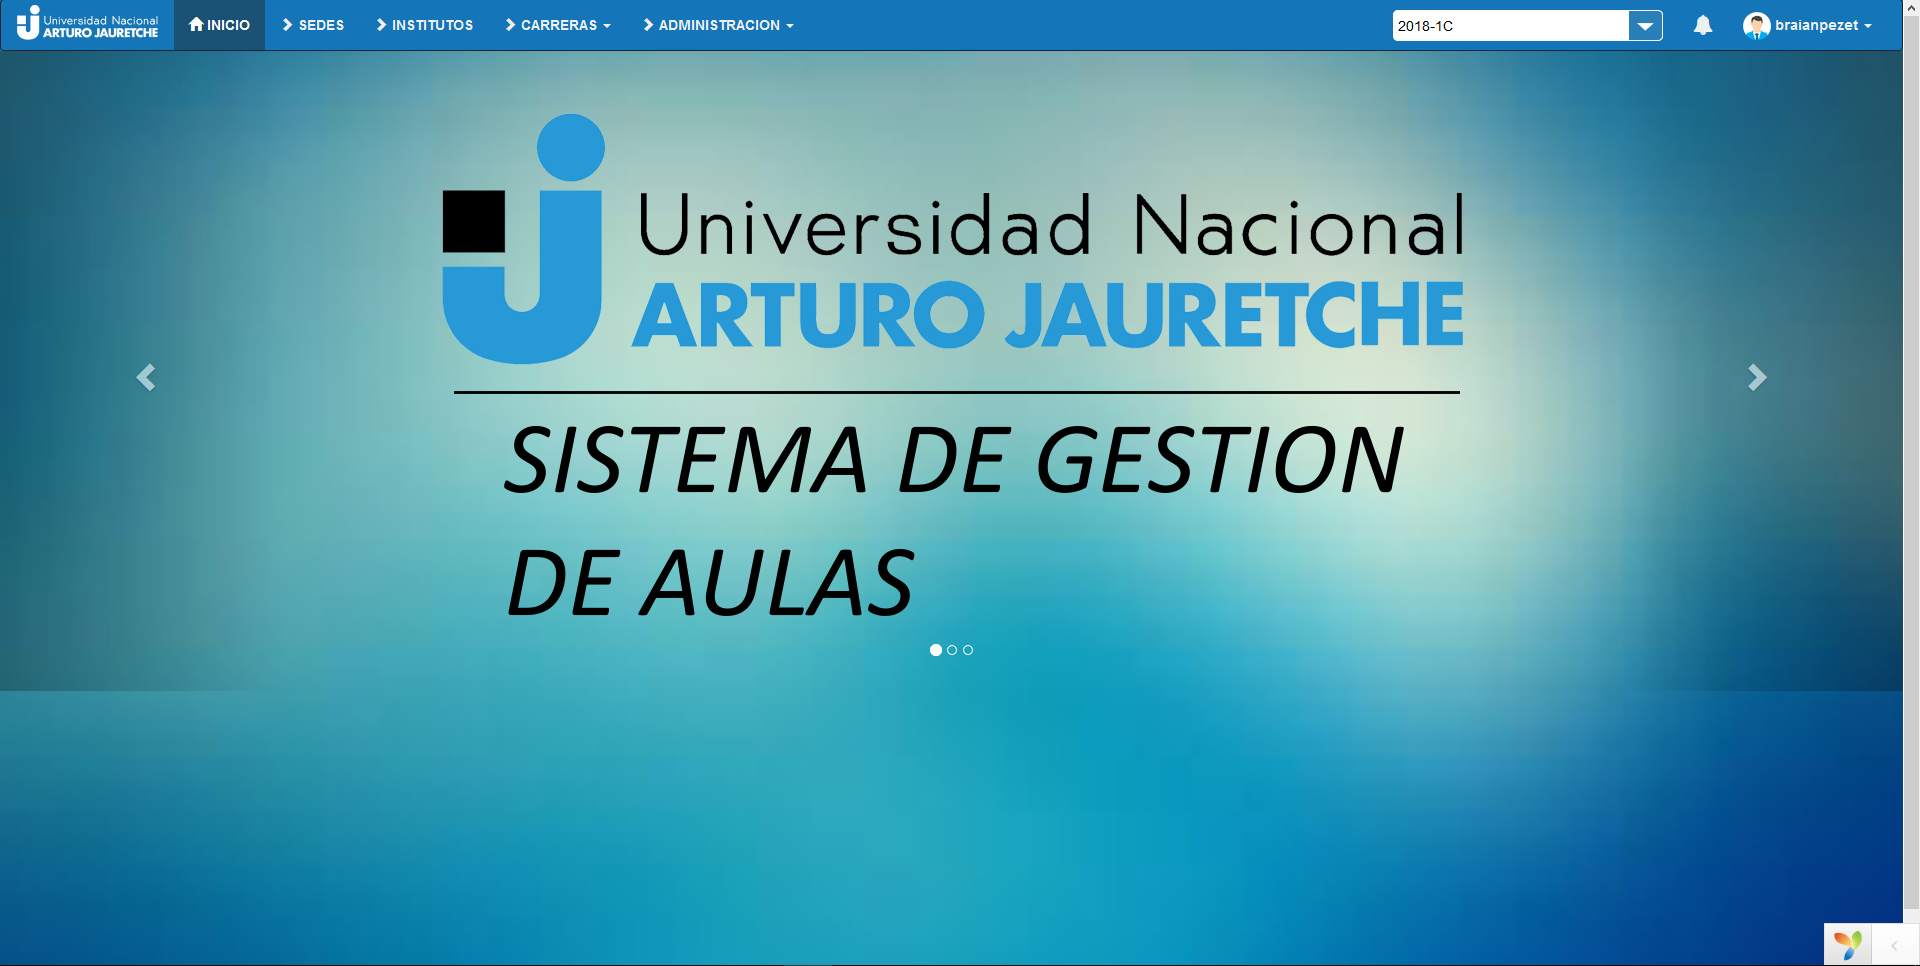 Universidad Nacional
ARTURO JAURETCHE
INICIO
SEDES
INSTITUTOS
CARRERAS
ADMINISTRACION
2018-1C
braianpezet
Universidad Nacional
ARTURO JAURETCHE
SISTEMA DE GESTION
DE AULAS